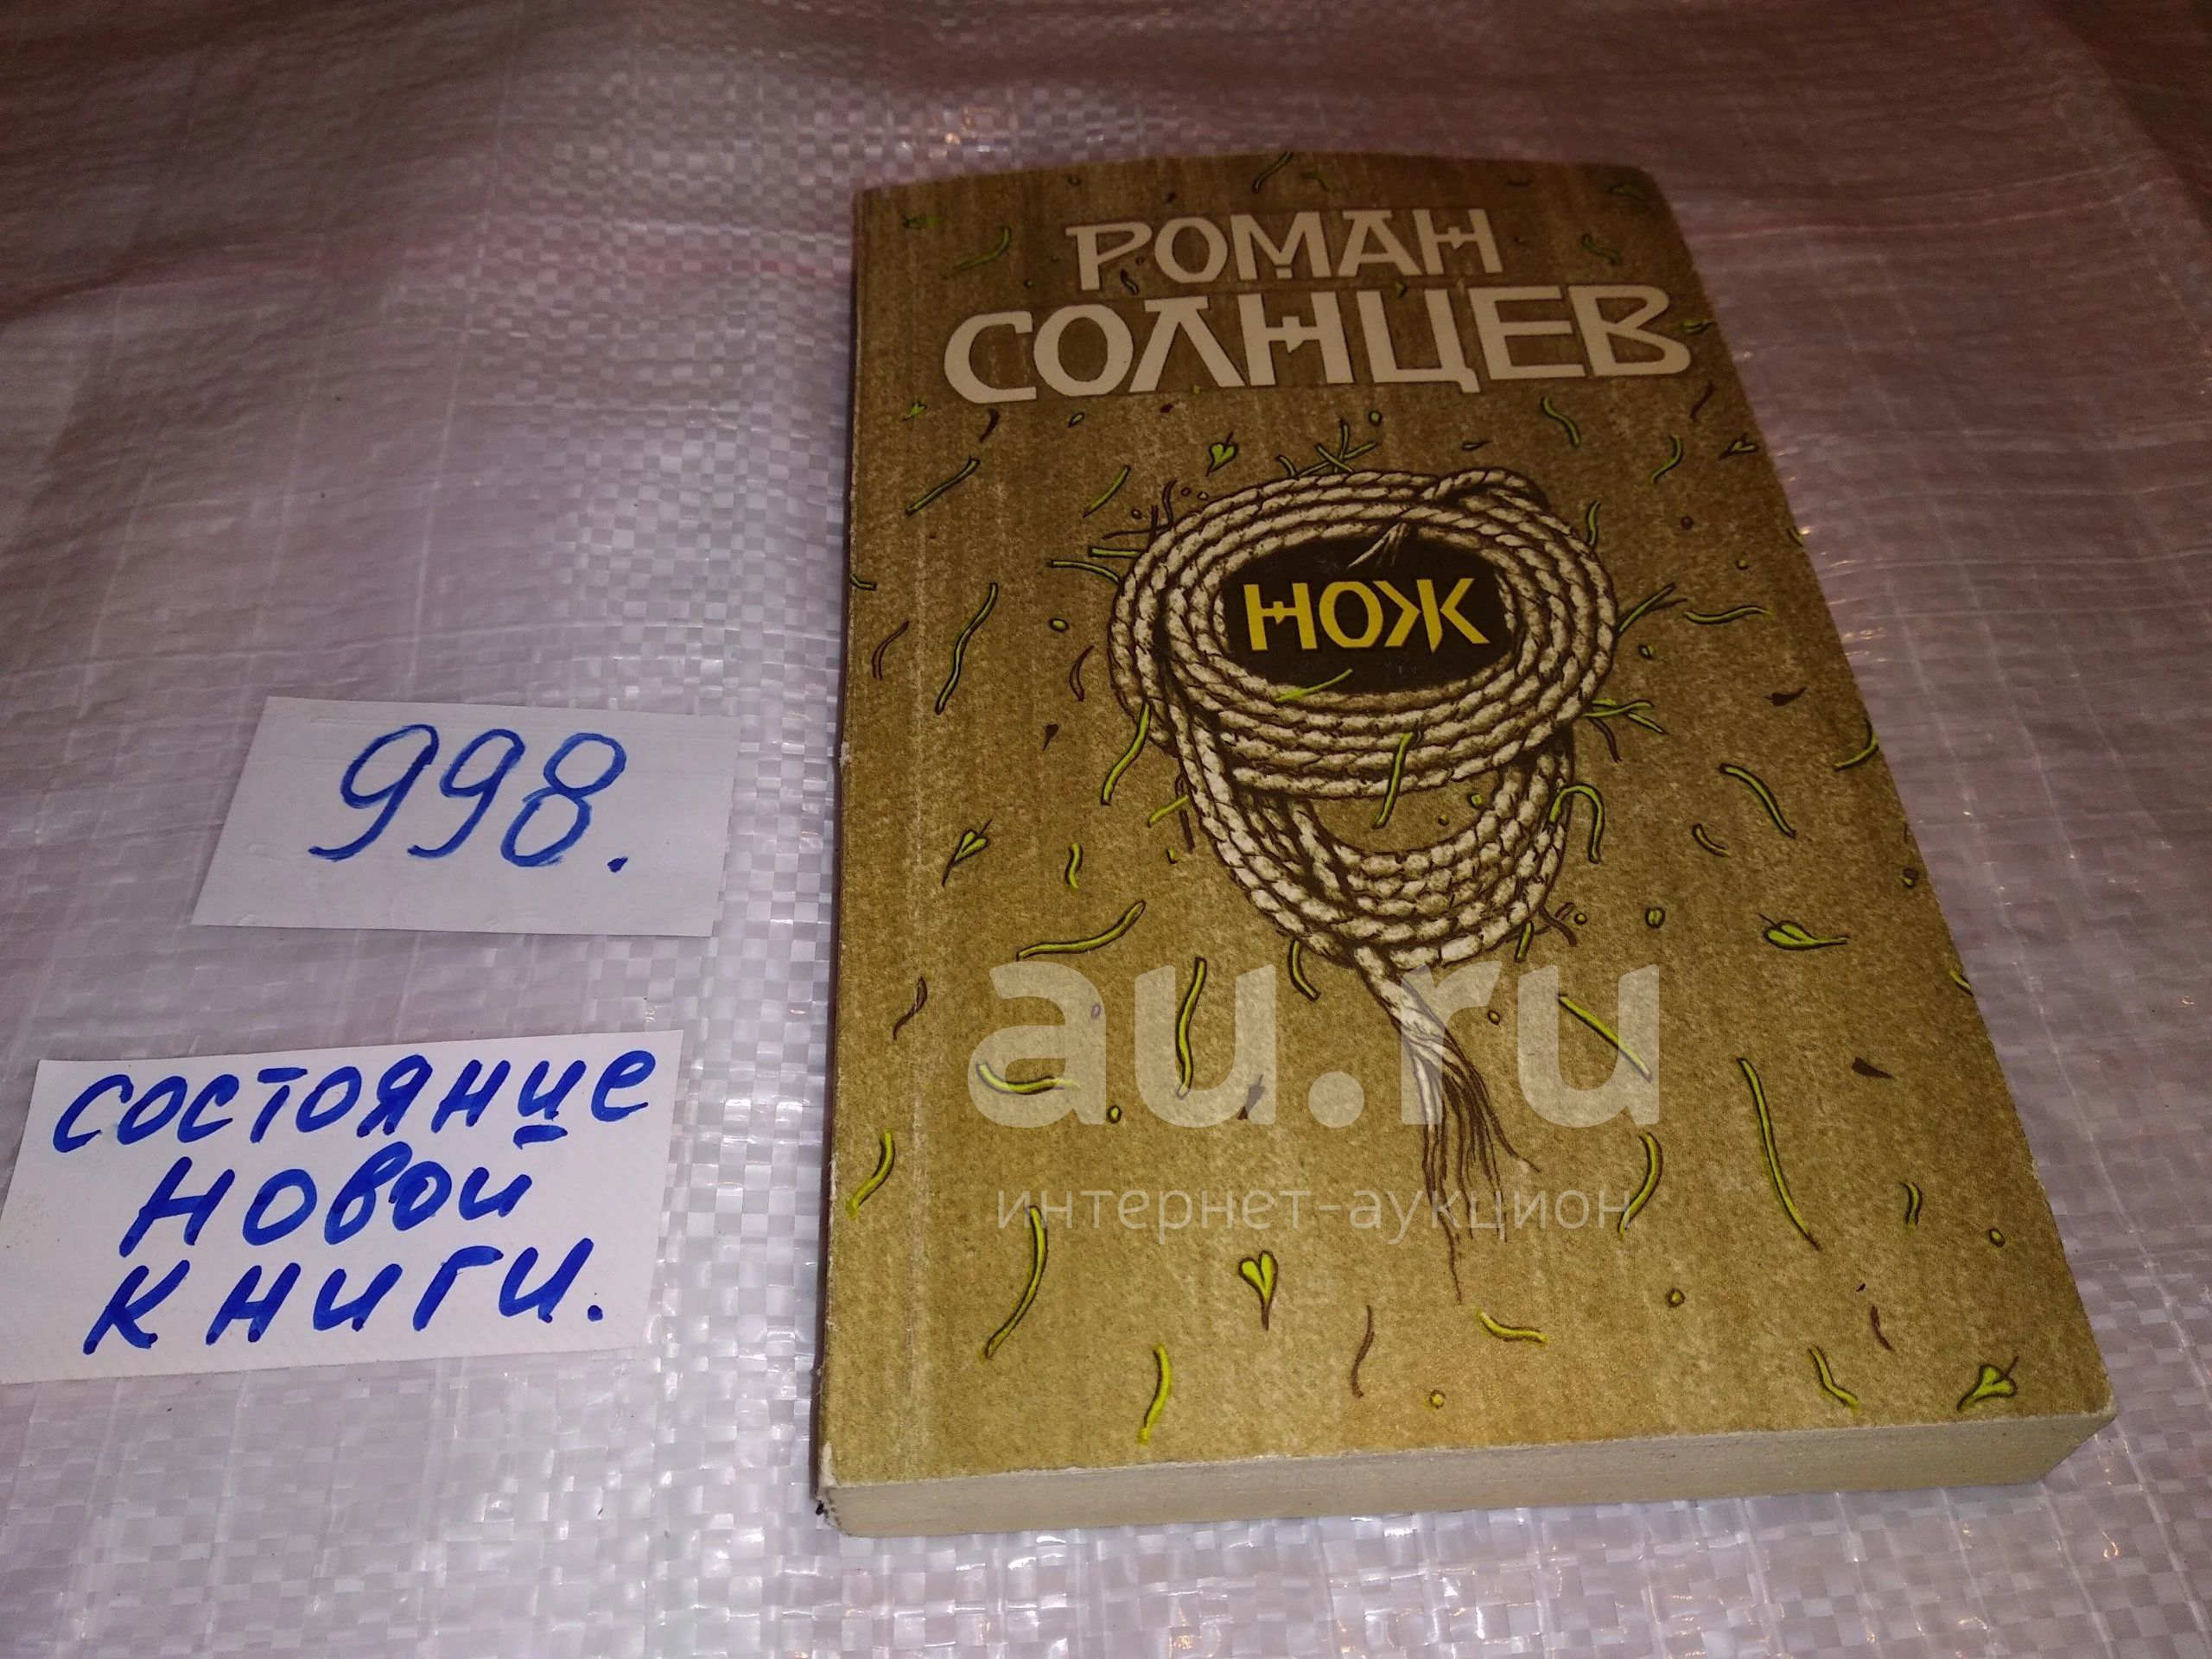 РОМАН
СОЛНЦЕВ
НОЖ
998.
состояние
новой
книги.
au.ru
интернет-аукцион